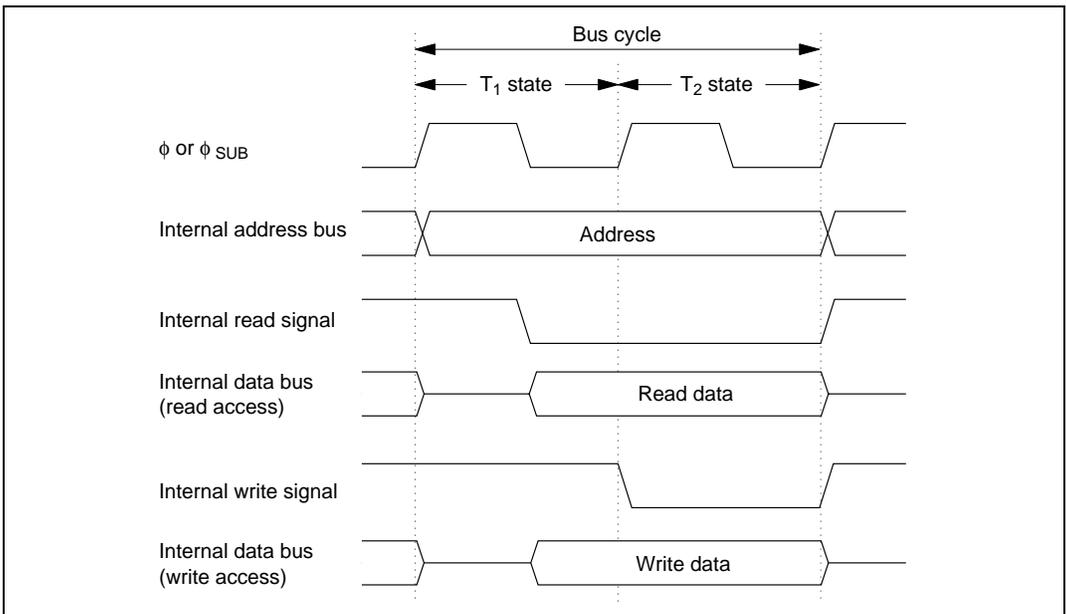 Bus cycle
T₁ state T₂ state
ϕ or ϕ SUB
Internal address bus Address
Internal read signal
Internal data bus
(read access) Read data
Internal write signal
Internal data bus
(write access) Write data